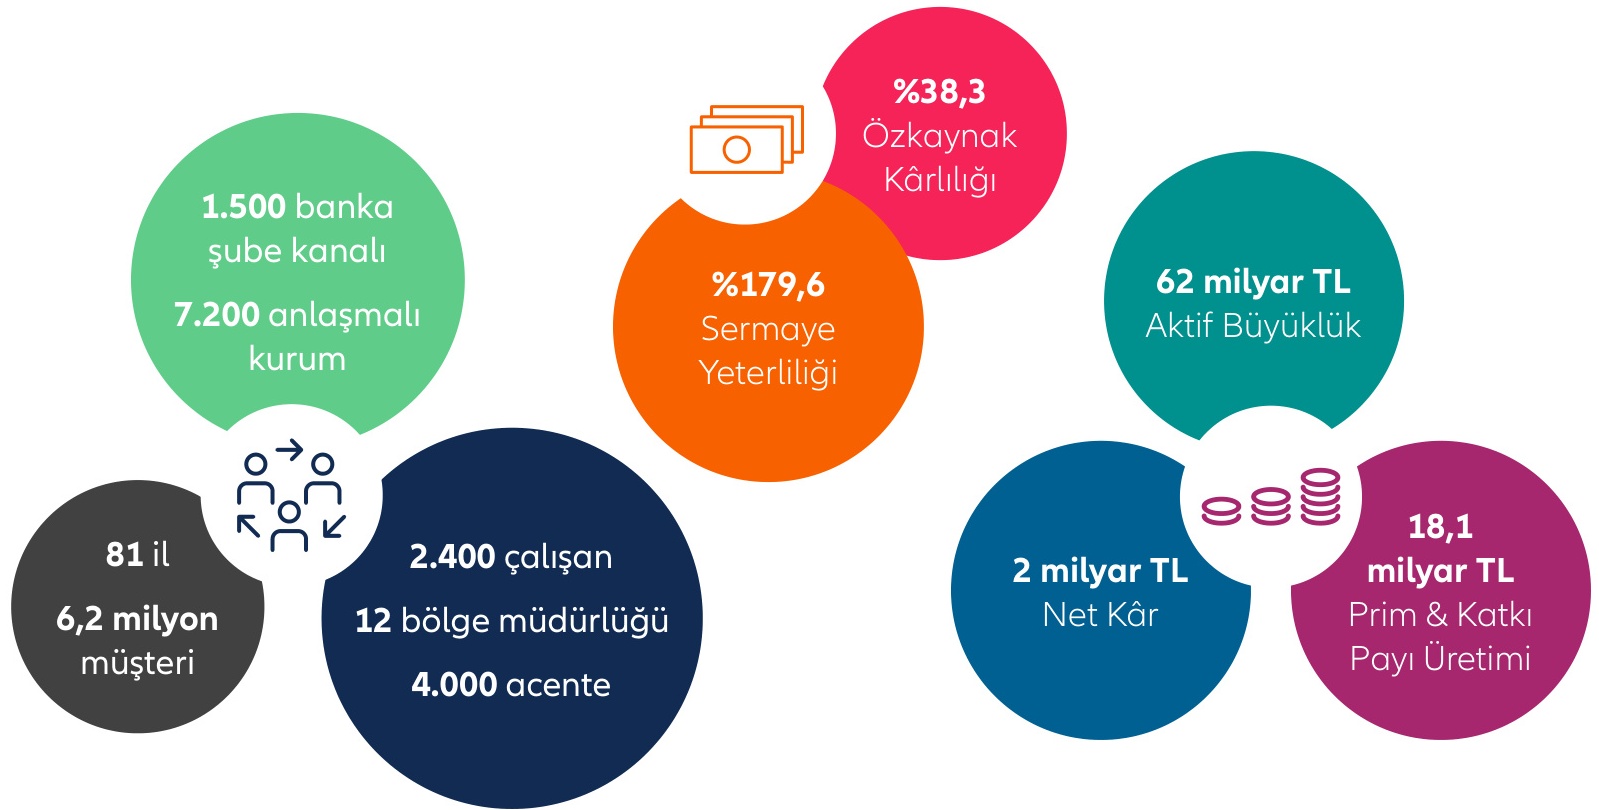 1.500 banka
şube kanalı
7.200 anlaşmalı
kurum
81 il
6,2 milyon
müşteri
2.400 çalışan
12 bölge müdürlüğü
4.000 acente
%38,3
Özkaynak
Kârlılığı
%179,6
Sermaye
Yeterliliği
62 milyar TL
Aktif Büyüklük
2 milyar TL
Net Kâr
18,1
milyar TL
Prim & Katkı
Payı Üretimi